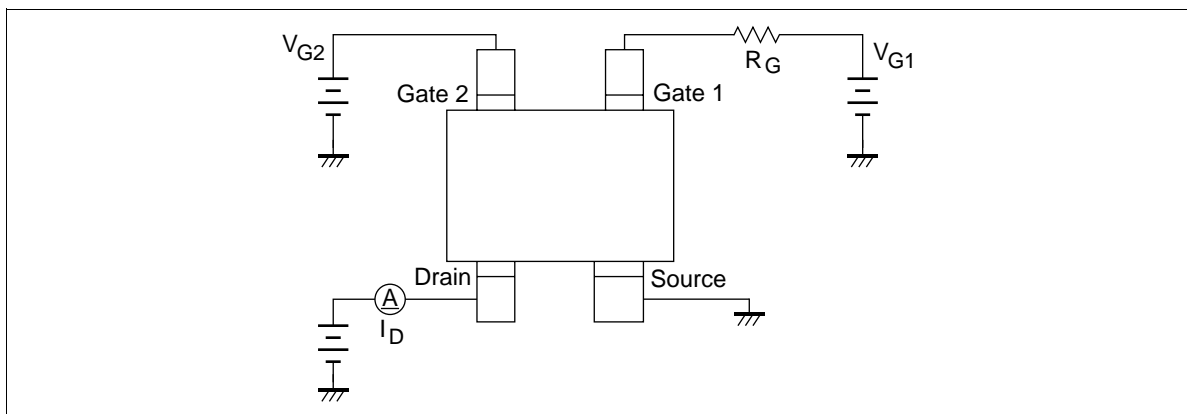 VG2
RG
VG1
Gate 2
Gate 1
Drain
Source
A
ID